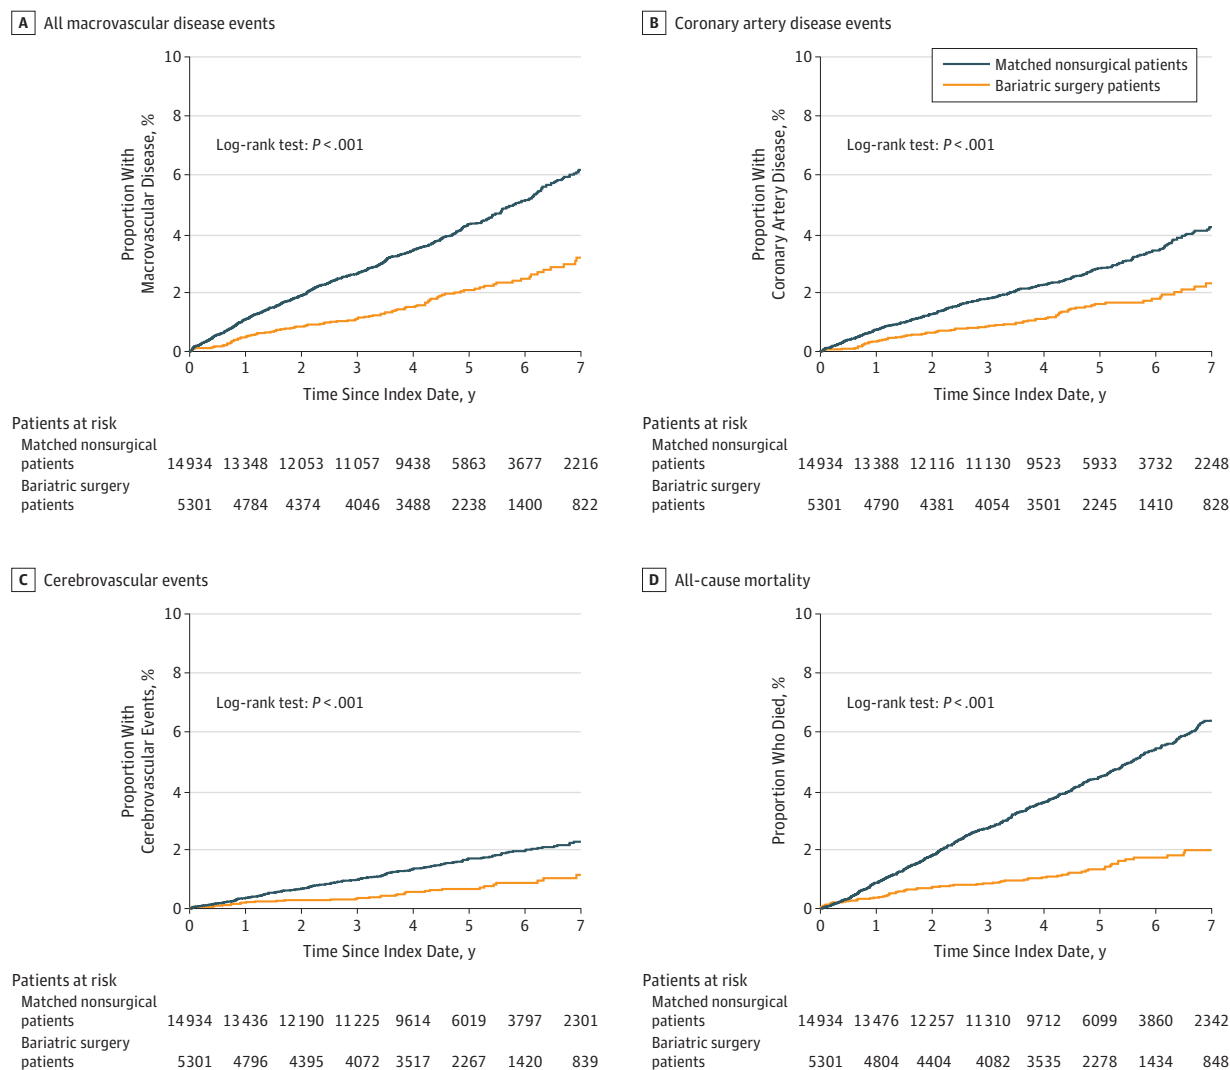 A All macrovascular disease events
10
8
6
4
2
0
Proportion With
Macrovascular Disease, %
Log-rank test: P < .001
0 1 2 3 4 5 6 7
Time Since Index Date, y
Patients at risk
Matched nonsurgical
patients 14934 13348 12053 11057 9438 5863 3677 2216
Bariatric surgery
patients 5301 4784 4374 4046 3488 2238 1400 822
B Coronary artery disease events
Matched nonsurgical patients
Bariatric surgery patients
10
8
6
4
2
0
Proportion With
Coronary Artery Disease, %
Log-rank test: P < .001
0 1 2 3 4 5 6 7
Time Since Index Date, y
Patients at risk
Matched nonsurgical
patients 14934 13388 12116 11130 9523 5933 3732 2248
Bariatric surgery
patients 5301 4790 4381 4054 3501 2245 1410 828
C Cerebrovascular events
10
8
6
4
2
0
Proportion With
Cerebrovascular Events, %
Log-rank test: P < .001
0 1 2 3 4 5 6 7
Time Since Index Date, y
Patients at risk
Matched nonsurgical
patients 14934 13436 12190 11225 9614 6019 3797 2301
Bariatric surgery
patients 5301 4796 4395 4072 3517 2267 1420 839
D All-cause mortality
10
8
6
4
2
0
Proportion Who Died, %
Log-rank test: P < .001
0 1 2 3 4 5 6 7
Time Since Index Date, y
Patients at risk
Matched nonsurgical
patients 14934 13476 12257 11310 9712 6099 3860 2342
Bariatric surgery
patients 5301 4804 4404 4082 3535 2278 1434 848